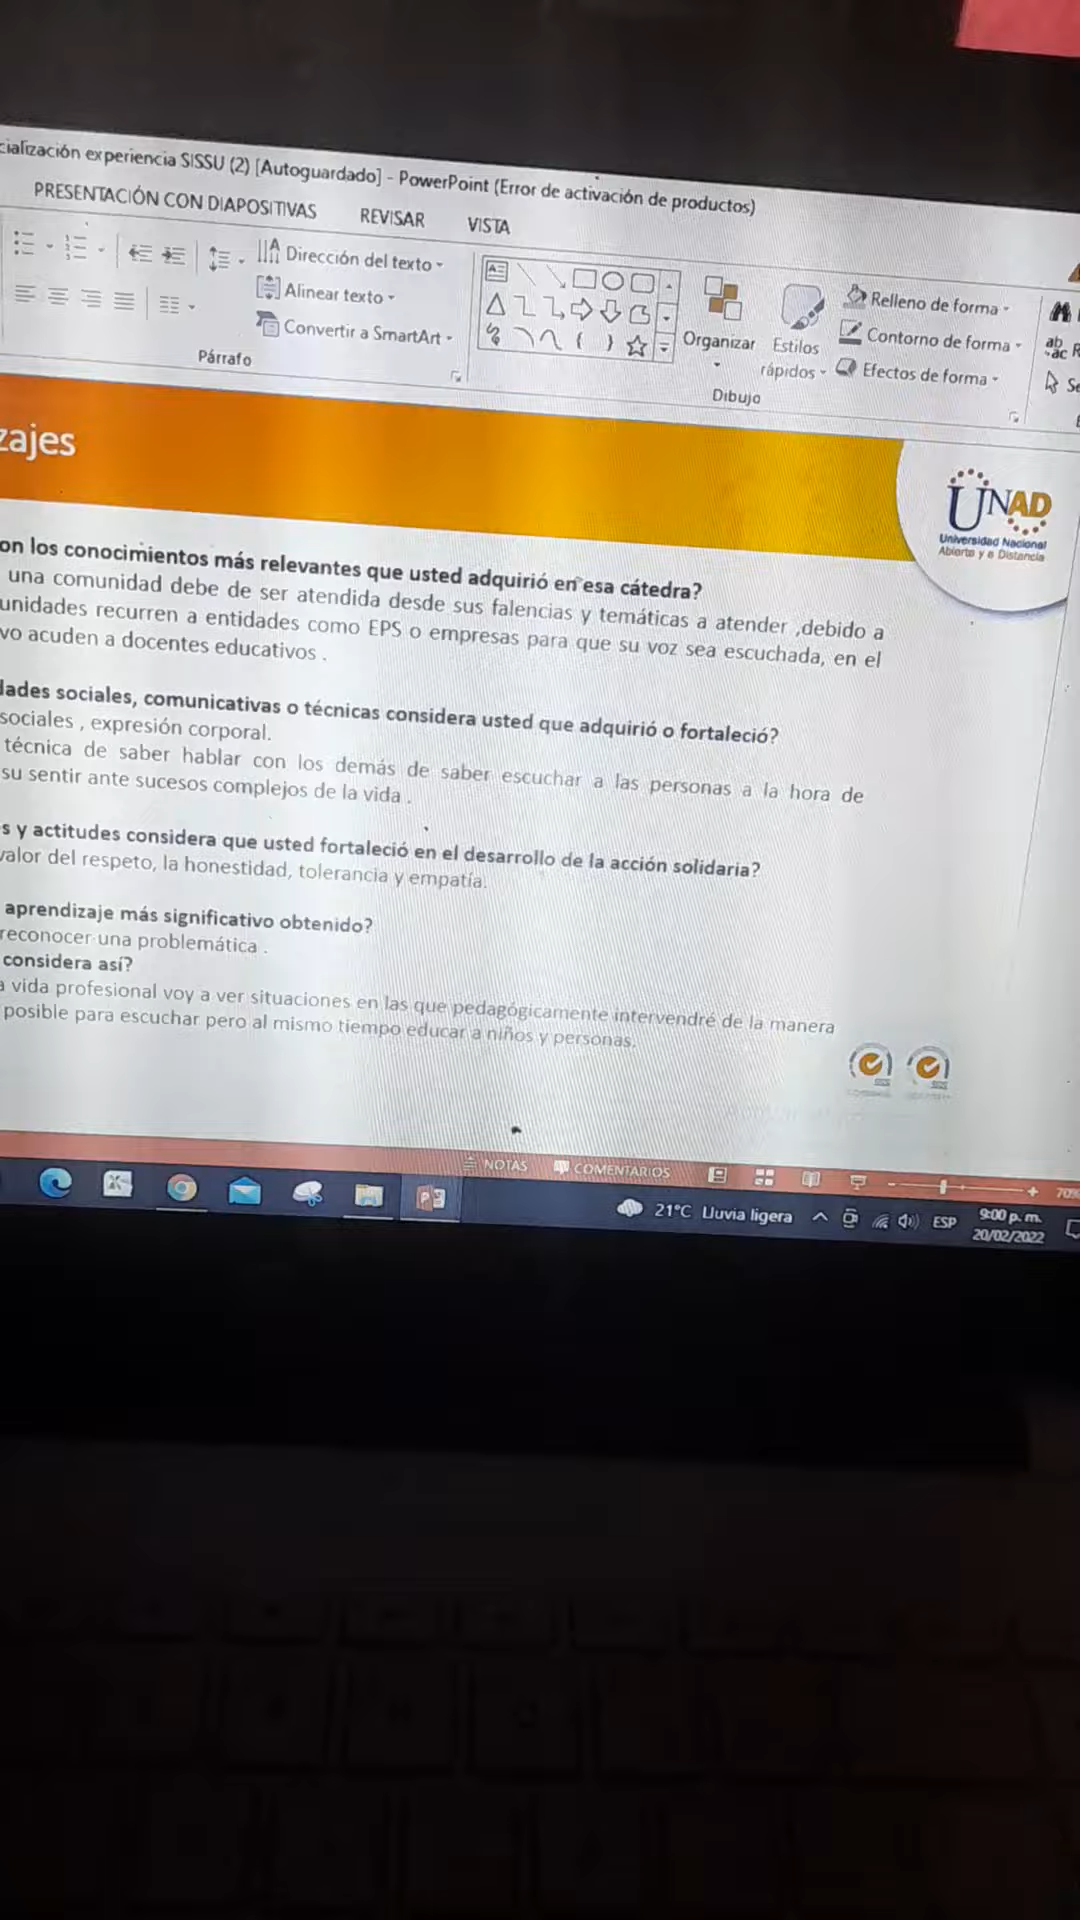 cialización experiencia SISSU (2) [Autoguardado] - PowerPoint (Error de activación de productos)
PRESENTACIÓN CON DIAPOSITIVAS REVISAR VISTA
Dirección del texto
Alinear texto
Convertir a SmartArt
Párrafo
Organizar
Estilos
rápidos
Relleno de forma
Contorno de forma
Efectos de forma
Dibujo
zajes
UNAD
Universidad Nacional
Abierta y a Distancia
on los conocimientos más relevantes que usted adquirió en esa cátedra?
una comunidad debe de ser atendida desde sus falencias y temáticas a atender ,debido a
unidades recurren a entidades como EPS o empresas para que su voz sea escuchada, en el
vo acuden a docentes educativos .
dades sociales, comunicativas o técnicas considera usted que adquirió o fortaleció?
sociales , expresión corporal.
técnica de saber hablar con los demás de saber escuchar a las personas a la hora de
su sentir ante sucesos complejos de la vida .
s y actitudes considera que usted fortaleció en el desarrollo de la acción solidaria?
valor del respeto, la honestidad, tolerancia y empatía.
aprendizaje más significativo obtenido?
reconocer una problemática .
considera así?
a vida profesional voy a ver situaciones en las que pedagógicamente intervendré de la manera
posible para escuchar pero al mismo tiempo educar a niños y personas.
NOTAS COMENTARIOS 70%
21°C Lluvia ligera ESP 9:00 p. m.
20/02/2022